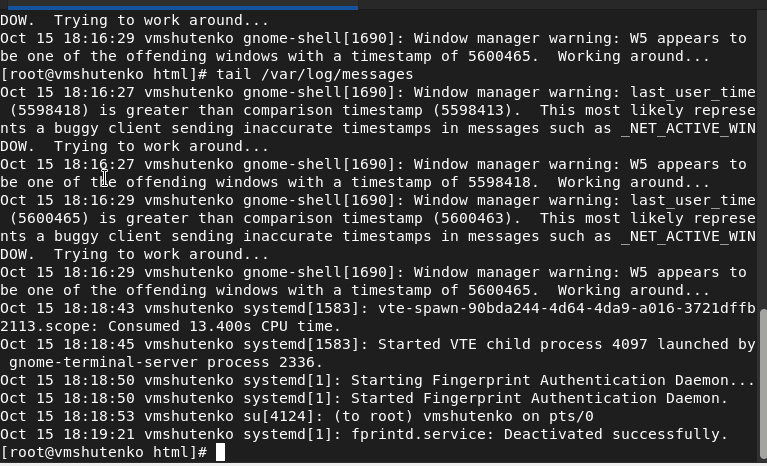 DOW.  Trying to work around...
Oct 15 18:16:29 vmshutenko gnome-shell[1690]: Window manager warning: W5 appears to
be one of the offending windows with a timestamp of 5600465.  Working around...
[root@vmshutenko html]# tail /var/log/messages
Oct 15 18:16:27 vmshutenko gnome-shell[1690]: Window manager warning: last_user_time
 (5598418) is greater than comparison timestamp (5598413).  This most likely represe
nts a buggy client sending inaccurate timestamps in messages such as _NET_ACTIVE_WIN
DOW.  Trying to work around...
Oct 15 18:16:27 vmshutenko gnome-shell[1690]: Window manager warning: W5 appears to
be one of the offending windows with a timestamp of 5598418.  Working around...
Oct 15 18:16:29 vmshutenko gnome-shell[1690]: Window manager warning: last_user_time
 (5600465) is greater than comparison timestamp (5600463).  This most likely represe
nts a buggy client sending inaccurate timestamps in messages such as _NET_ACTIVE_WIN
DOW.  Trying to work around...
Oct 15 18:16:29 vmshutenko gnome-shell[1690]: Window manager warning: W5 appears to
be one of the offending windows with a timestamp of 5600465.  Working around...
Oct 15 18:18:43 vmshutenko systemd[1583]: vte-spawn-90bda244-4d64-4da9-a016-3721dffb
2113.scope: Consumed 13.400s CPU time.
Oct 15 18:18:45 vmshutenko systemd[1583]: Started VTE child process 4097 launched by
 gnome-terminal-server process 2336.
Oct 15 18:18:50 vmshutenko systemd[1]: Starting Fingerprint Authentication Daemon...
Oct 15 18:18:50 vmshutenko systemd[1]: Started Fingerprint Authentication Daemon.
Oct 15 18:18:53 vmshutenko su[4124]: (to root) vmshutenko on pts/0
Oct 15 18:19:21 vmshutenko systemd[1]: fprintd.service: Deactivated successfully.
[root@vmshutenko html]#